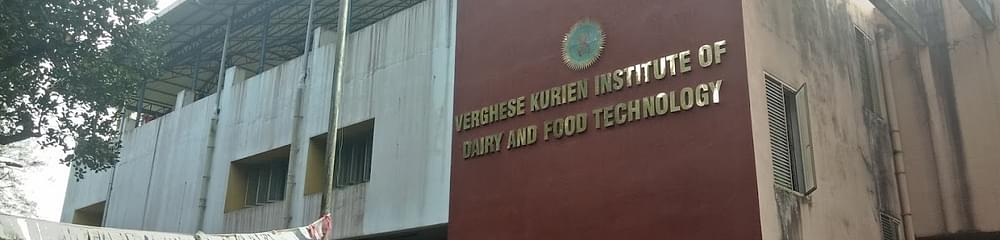 VERGHESE KURIEN INSTITUTE OF
DAIRY AND FOOD TECHNOLOGY